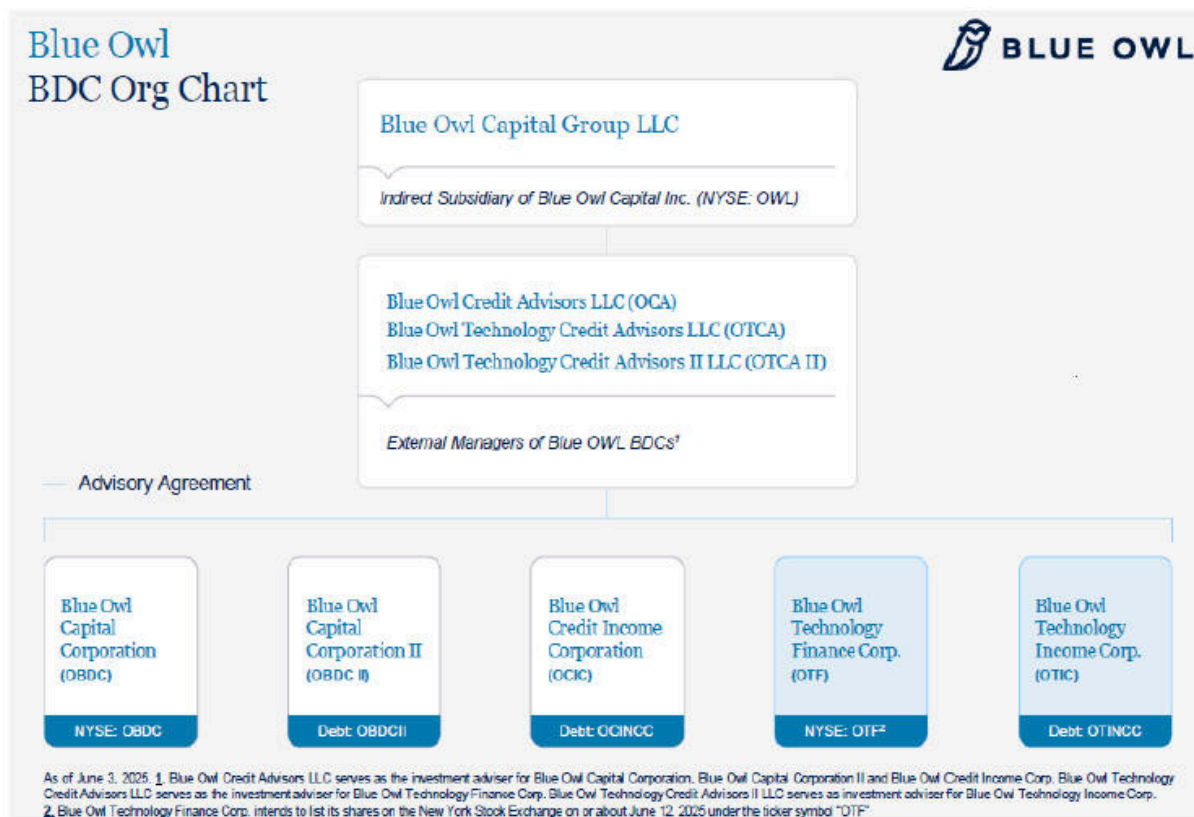 Blue Owl
BDC Org Chart
BLUE OWL
Blue Owl Capital Group LLC
Indirect Subsidiary of Blue Owl Capital Inc. (NYSE: OWL)
Blue Owl Credit Advisors LLC (OCA)
Blue Owl Technology Credit Advisors LLC (OTCA)
Blue Owl Technology Credit Advisors II LLC (OTCA II)
External Managers of Blue OWL BDCs¹
Advisory Agreement
Blue Owl
Capital
Corporation
(OBDC)
NYSE: OBDC
Blue Owl
Capital
Corporation II
(OBDC II)
Debt: OBDCII
Blue Owl
Credit Income
Corporation
(OCIC)
Debt: OCINCC
Blue Owl
Technology
Finance Corp.
(OTF)
NYSE: OTF²
Blue Owl
Technology
Income Corp.
(OTIC)
Debt: OTINCC
As of June 3, 2025. 1. Blue Owl Credit Advisors LLC serves as the investment adviser for Blue Owl Capital Corporation, Blue Owl Capital Corporation II and Blue Owl Credit Income Corp. Blue Owl Technology
Credit Advisors LLC serves as the investment adviser for Blue Owl Technology Finance Corp. Blue Owl Technology Credit Advisors II LLC serves as investment adviser for Blue Owl Technology Income Corp.
2. Blue Owl Technology Finance Corp. intends to list its shares on the New York Stock Exchange on or about June 12, 2025 under the ticker symbol "OTF"